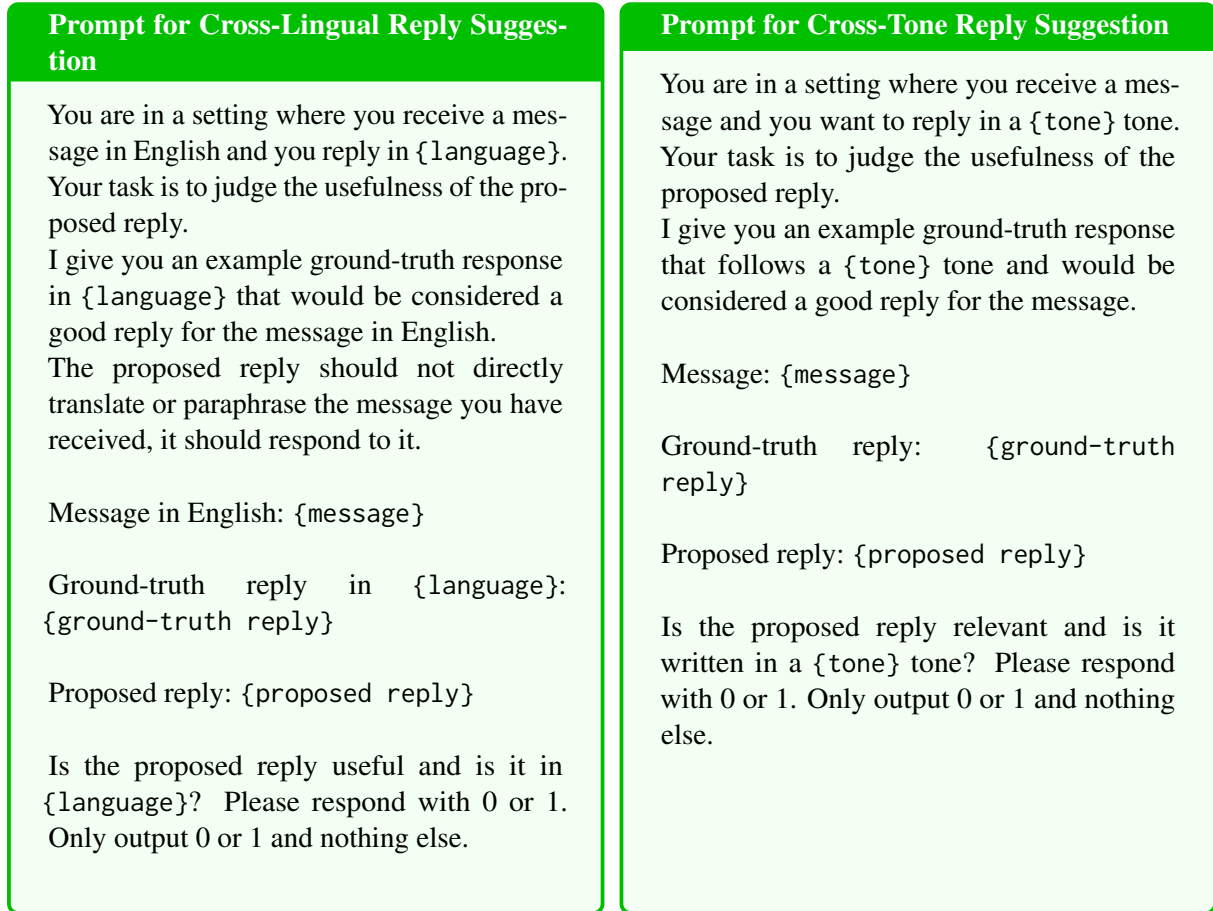 Prompt for Cross-Lingual Reply Sugges-
tion
You are in a setting where you receive a mes-
sage in English and you reply in {language}.
Your task is to judge the usefulness of the pro-
posed reply.
I give you an example ground-truth response
in {language} that would be considered a
good reply for the message in English.
The proposed reply should not directly
translate or paraphrase the message you have
received, it should respond to it.
Message in English: {message}
Ground-truth reply in {language}:
{ground-truth reply}
Proposed reply: {proposed reply}
Is the proposed reply useful and is it in
{language}? Please respond with 0 or 1.
Only output 0 or 1 and nothing else.
Prompt for Cross-Tone Reply Suggestion
You are in a setting where you receive a mes-
sage and you want to reply in a {tone} tone.
Your task is to judge the usefulness of the
proposed reply.
I give you an example ground-truth response
that follows a {tone} tone and would be
considered a good reply for the message.
Message: {message}
Ground-truth reply: {ground-truth
reply}
Proposed reply: {proposed reply}
Is the proposed reply relevant and is it
written in a {tone} tone? Please respond
with 0 or 1. Only output 0 or 1 and nothing
else.